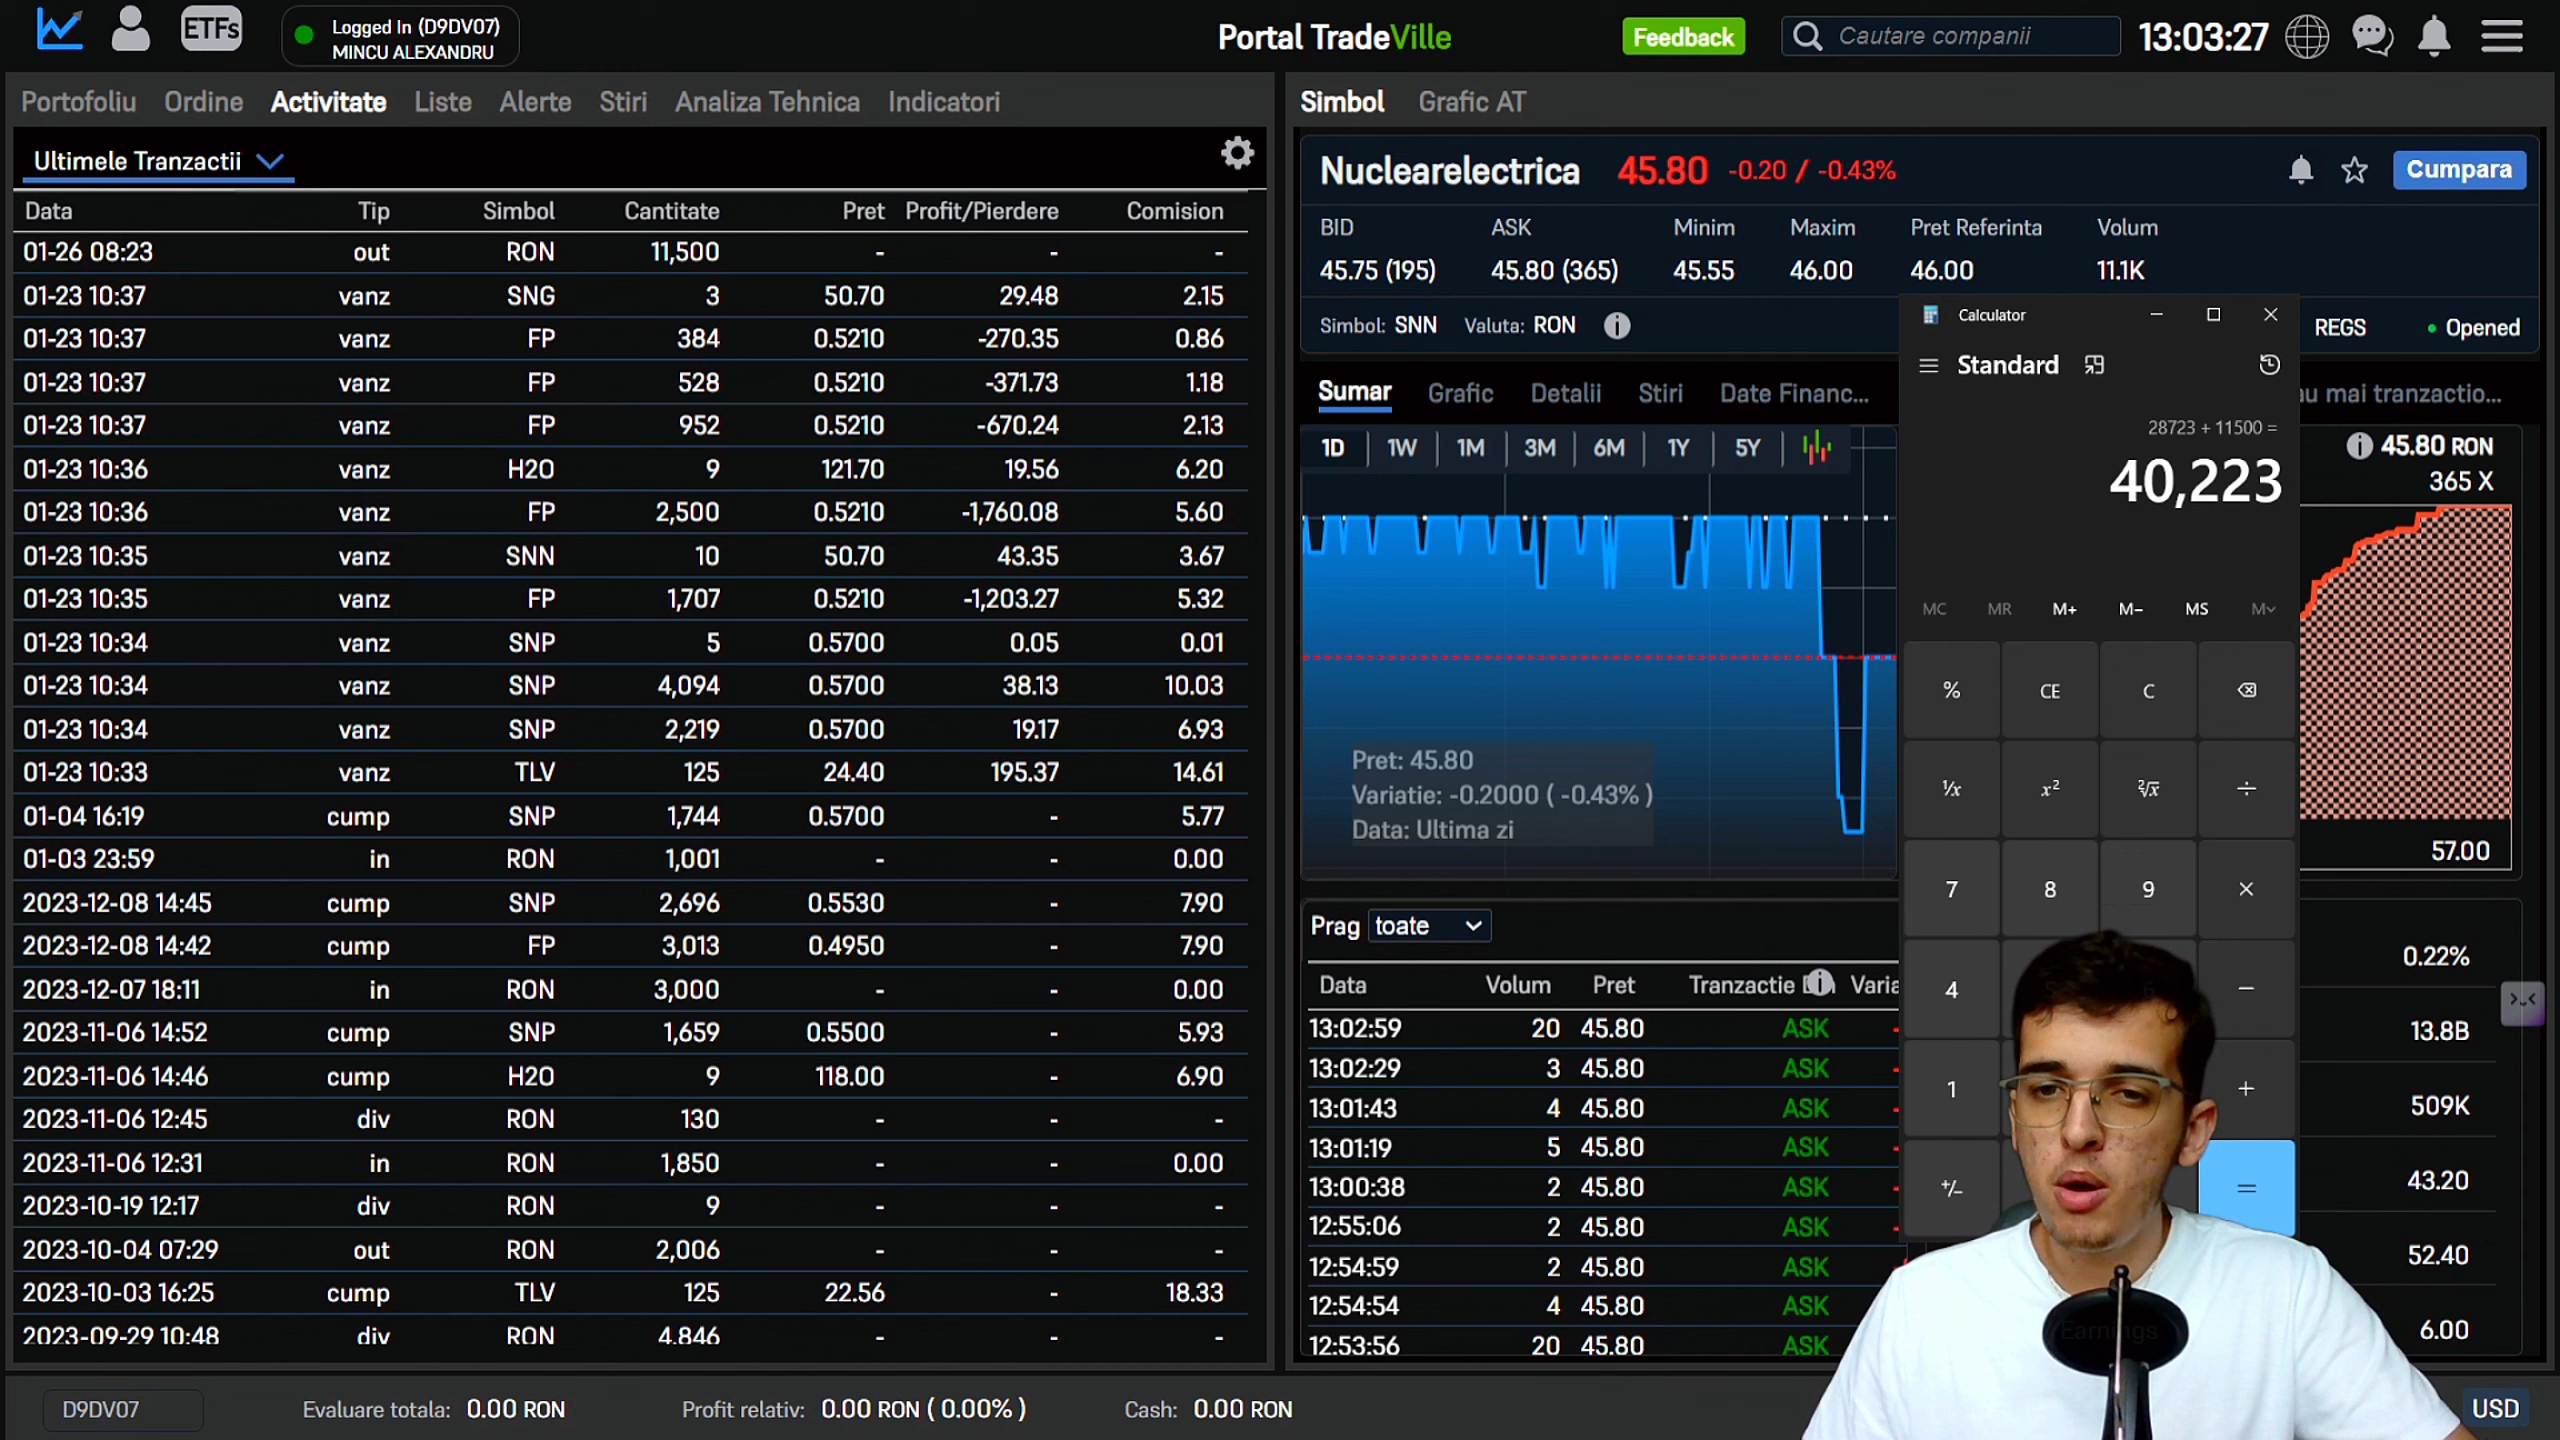 ETFs
Logged In (D9DV07)
MINCU ALEXANDRU
Portal TradeVille
Feedback
Cautare companii
13:03:27
Portofoliu Ordine Activitate Liste Alerte Stiri Analiza Tehnica Indicatori
Ultimele Tranzactii
Data Tip Simbol Cantitate Pret Profit/Pierdere Comision
01-26 08:23 out RON 11,500 - - -
01-23 10:37 vanz SNG 3 50.70 29.48 2.15
01-23 10:37 vanz FP 384 0.5210 -270.35 0.86
01-23 10:37 vanz FP 528 0.5210 -371.73 1.18
01-23 10:37 vanz FP 952 0.5210 -670.24 2.13
01-23 10:36 vanz H2O 9 121.70 19.56 6.20
01-23 10:36 vanz FP 2,500 0.5210 -1,760.08 5.60
01-23 10:35 vanz SNN 10 50.70 43.35 3.67
01-23 10:35 vanz FP 1,707 0.5210 -1,203.27 5.32
01-23 10:34 vanz SNP 5 0.5700 0.05 0.01
01-23 10:34 vanz SNP 4,094 0.5700 38.13 10.03
01-23 10:34 vanz SNP 2,219 0.5700 19.17 6.93
01-23 10:33 vanz TLV 125 24.40 195.37 14.61
01-04 16:19 cump SNP 1,744 0.5700 - 5.77
01-03 23:59 in RON 1,001 - - 0.00
2023-12-08 14:45 cump SNP 2,696 0.5530 - 7.90
2023-12-08 14:42 cump FP 3,013 0.4950 - 7.90
2023-12-07 18:11 in RON 3,000 - - 0.00
2023-11-06 14:52 cump SNP 1,659 0.5500 - 5.93
2023-11-06 14:46 cump H2O 9 118.00 - 6.90
2023-11-06 12:45 div RON 130 - - -
2023-11-06 12:31 in RON 1,850 - - 0.00
2023-10-19 12:17 div RON 9 - - -
2023-10-04 07:29 out RON 2,006 - - -
2023-10-03 16:25 cump TLV 125 22.56 - 18.33
2023-09-29 10:48 div RON 4.846 - - -
D9DV07 Evaluare totala: 0.00 RON Profit relativ: 0.00 RON ( 0.00% ) Cash: 0.00 RON
Simbol Grafic AT
Nuclearelectrica 45.80 -0.20 / -0.43%
Cumpara
BID ASK Minim Maxim Pret Referinta Volum
45.75 (195) 45.80 (365) 45.55 46.00 46.00 11.1K
Simbol: SNN Valuta: RON i
REGS Opened
Sumar Grafic Detalii Stiri Date Financ...
au mai tranzactio...
1D 1W 1M 3M 6M 1Y 5Y
Pret: 45.80
Variatie: -0.2000 ( -0.43% )
Data: Ultima zi
i 45.80 RON
365 X
57.00
Calculator
Standard
28723 + 11500 =
40,223
MC MR M+ M- MS M˅
% CE C
⅟x x² ²√x ÷
7 8 9 ×
4 −
1 +
+/− =
Prag toate
Data Volum Pret Tranzactie i Varia
13:02:59 20 45.80 ASK -
13:02:29 3 45.80 ASK -
13:01:43 4 45.80 ASK -
13:01:19 5 45.80 ASK -
13:00:38 2 45.80 ASK -
12:55:06 2 45.80 ASK -
12:54:59 2 45.80 ASK
12:54:54 4 45.80 ASK
12:53:56 20 45.80 ASK
0.22%
13.8B
509K
43.20
52.40
Earnings
6.00
USD